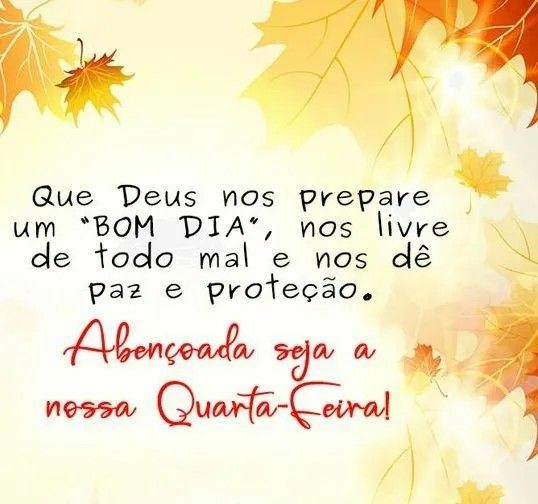 Que Deus nos prepare
um "BOM DIA", nos livre
de todo mal e nos dê
paz e proteção.
Abençoada seja a
nossa Quarta-Feira!